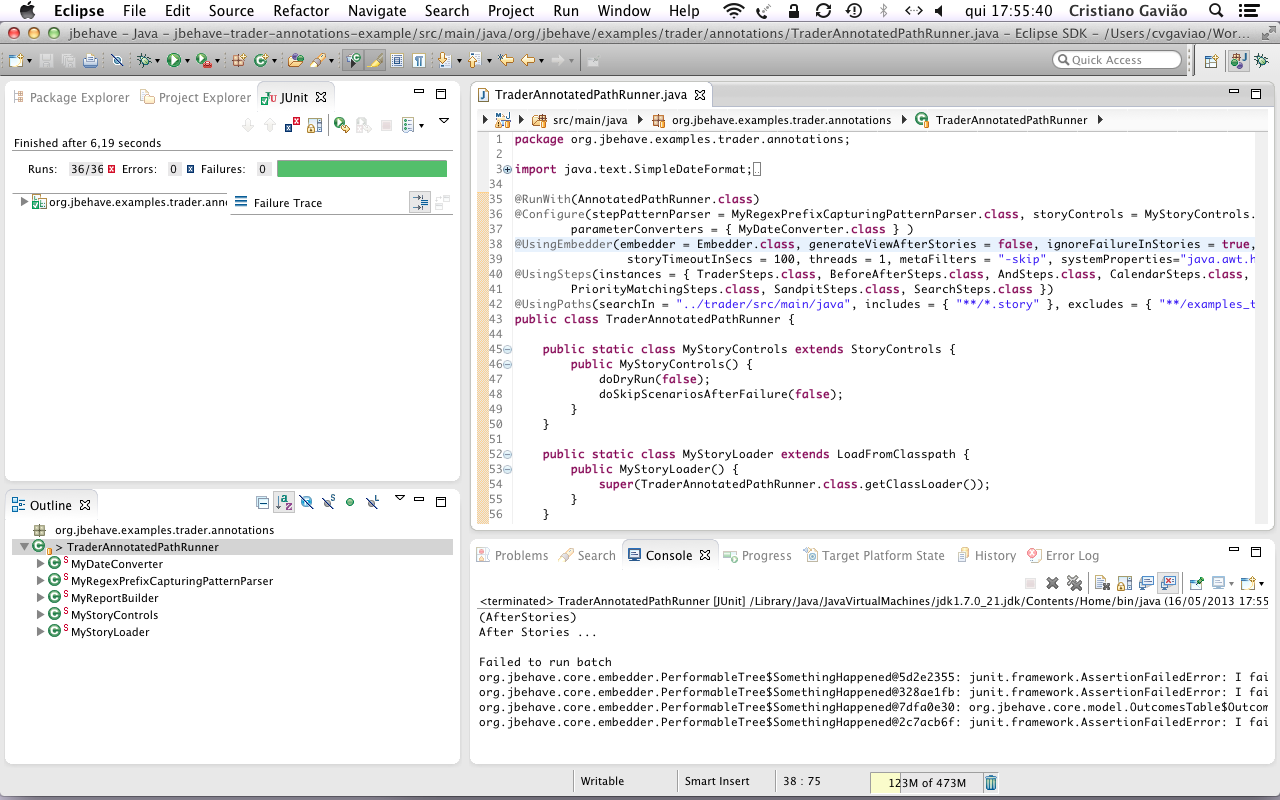 Eclipse File Edit Source Refactor Navigate Search Project Run Window Help qui 17:55:40 Cristiano Gavião
jbehave – Java – jbehave-trader-annotations-example/src/main/java/org/jbehave/examples/trader/annotations/TraderAnnotatedPathRunner.java – Eclipse SDK – /Users/cvgaviao/Wor...
Quick Access
Package Explorer Project Explorer JUnit
Finished after 6,19 seconds
Runs: 36/36 Errors: 0 Failures: 0
org.jbehave.examples.trader.ann
Failure Trace
Outline
org.jbehave.examples.trader.annotations
> TraderAnnotatedPathRunner
MyDateConverter
MyRegexPrefixCapturingPatternParser
MyReportBuilder
MyStoryControls
MyStoryLoader
TraderAnnotatedPathRunner.java
src/main/java org.jbehave.examples.trader.annotations TraderAnnotatedPathRunner
1 package org.jbehave.examples.trader.annotations;
2
3 import java.text.SimpleDateFormat;
34
35 @RunWith(AnnotatedPathRunner.class)
36 @Configure(stepPatternParser = MyRegexPrefixCapturingPatternParser.class, storyControls = MyStoryControls.
37 parameterConverters = { MyDateConverter.class } )
38 @UsingEmbedder(embedder = Embedder.class, generateViewAfterStories = false, ignoreFailureInStories = true,
39 storyTimeoutInSecs = 100, threads = 1, metaFilters = "-skip", systemProperties="java.awt.h
40 @UsingSteps(instances = { TraderSteps.class, BeforeAfterSteps.class, AndSteps.class, CalendarSteps.class,
41 PriorityMatchingSteps.class, SandpitSteps.class, SearchSteps.class })
42 @UsingPaths(searchIn = "../trader/src/main/java", includes = { "**/*.story" }, excludes = { "**/examples_t
43 public class TraderAnnotatedPathRunner {
44
45 public static class MyStoryControls extends StoryControls {
46 public MyStoryControls() {
47 doDryRun(false);
48 doSkipScenariosAfterFailure(false);
49 }
50 }
51
52 public static class MyStoryLoader extends LoadFromClasspath {
53 public MyStoryLoader() {
54 super(TraderAnnotatedPathRunner.class.getClassLoader());
55 }
56 }
Problems Search Console Progress Target Platform State History Error Log
<terminated> TraderAnnotatedPathRunner [JUnit] /Library/Java/JavaVirtualMachines/jdk1.7.0_21.jdk/Contents/Home/bin/java (16/05/2013 17:55
(AfterStories)
After Stories ...
Failed to run batch
org.jbehave.core.embedder.PerformableTree$SomethingHappened@5d2e2355: junit.framework.AssertionFailedError: I fai
org.jbehave.core.embedder.PerformableTree$SomethingHappened@328ae1fb: junit.framework.AssertionFailedError: I fai
org.jbehave.core.embedder.PerformableTree$SomethingHappened@7dfa0e30: org.jbehave.core.model.OutcomesTable$Outcom
org.jbehave.core.embedder.PerformableTree$SomethingHappened@2c7acb6f: junit.framework.AssertionFailedError: I fai
Writable Smart Insert 38 : 75 123M of 473M